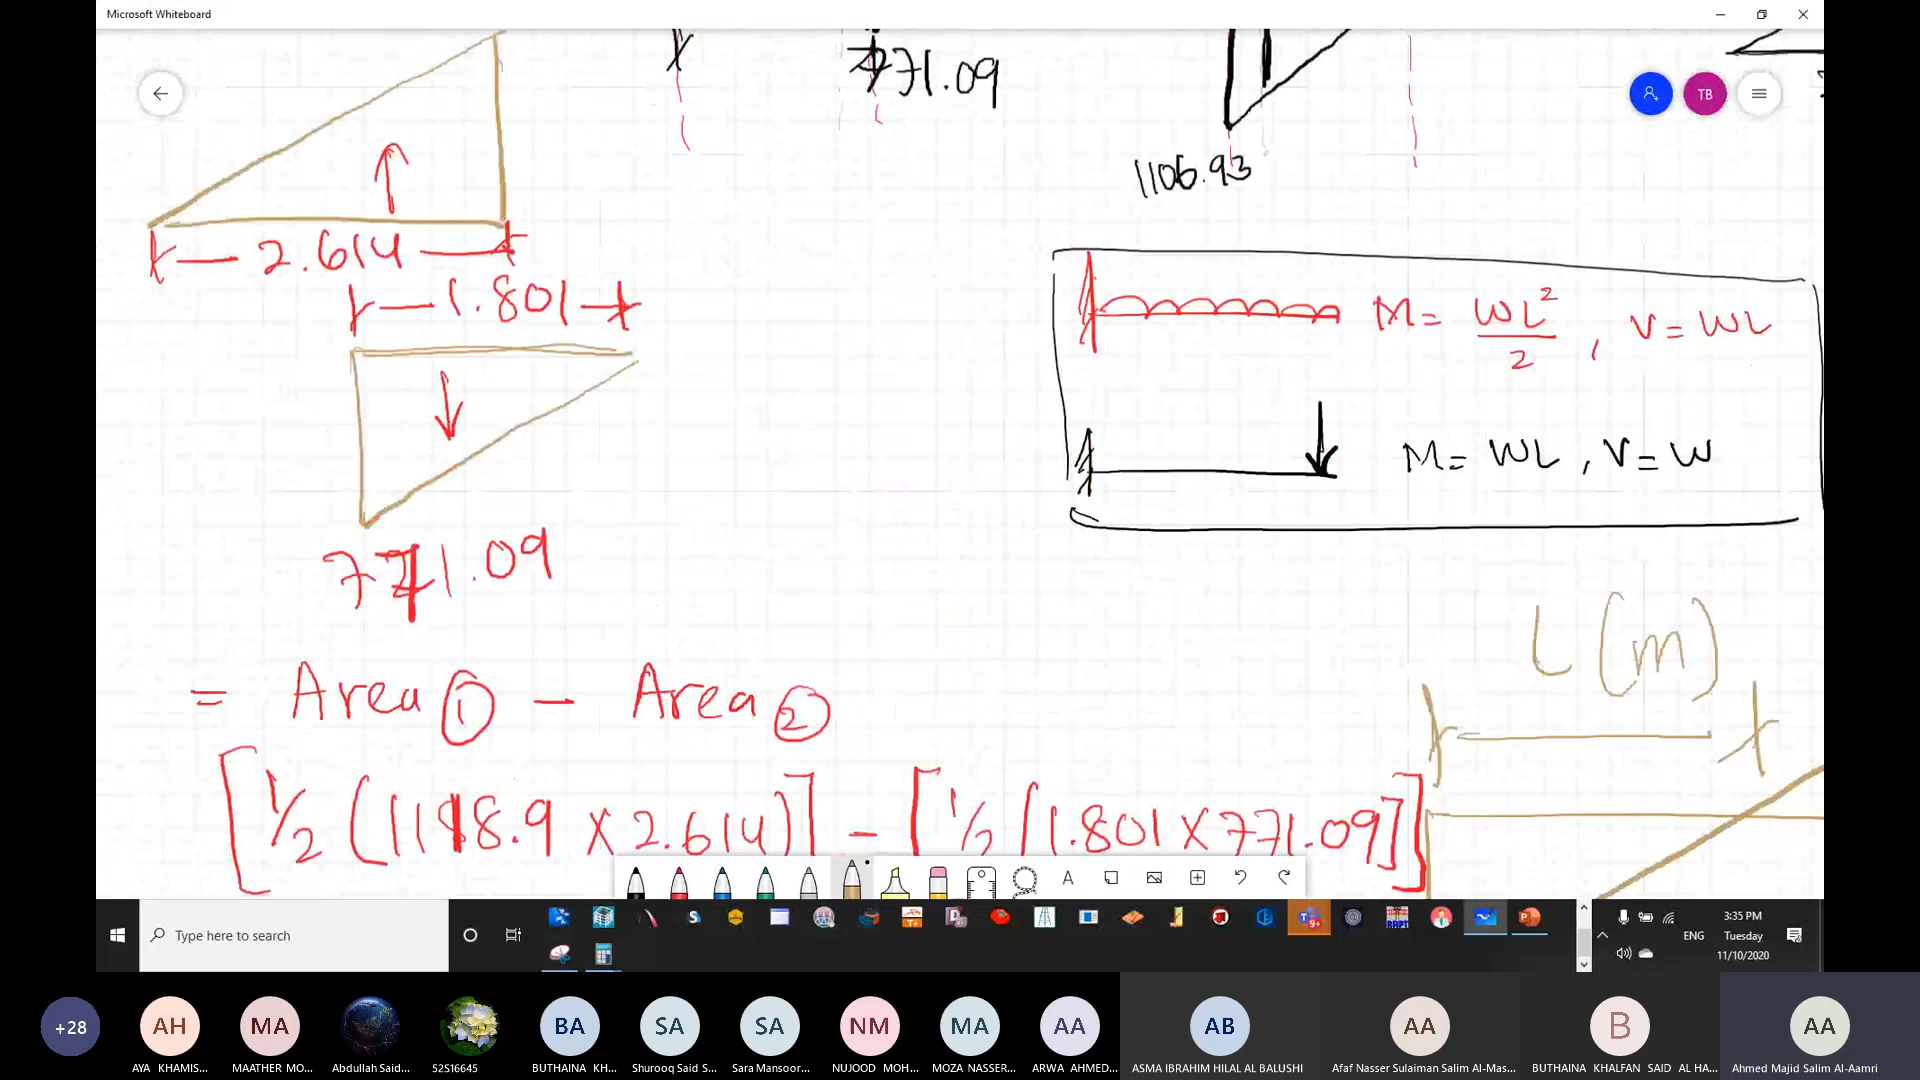 Microsoft Whiteboard
771.09
TB
1106.93
2.614
1.801
M = WL²/2 , V = WL
M = WL , V = W
771.09
L (m)
= Area ① - Area ②
[1/2 (1188.9 × 2.614)] - [1/2 [1.801 × 771.09]]
A
Type here to search
ENG
3:35 PM
Tuesday
11/10/2020
+28
AH
MA
BA
SA
SA
NM
MA
AA
AB
AA
B
AA
AYA KHAMIS...
MAATHER MO...
Abdullah Said...
52S16645
BUTHAINA KH...
Shurooq Said S...
Sara Mansoor...
NUJOOD MOH...
MOZA NASSER...
ARWA AHMED...
ASMA IBRAHIM HILAL AL BALUSHI
Afaf Nasser Sulaiman Salim Al-Mas...
BUTHAINA KHALFAN SAID AL HA...
Ahmed Majid Salim Al-Aamri